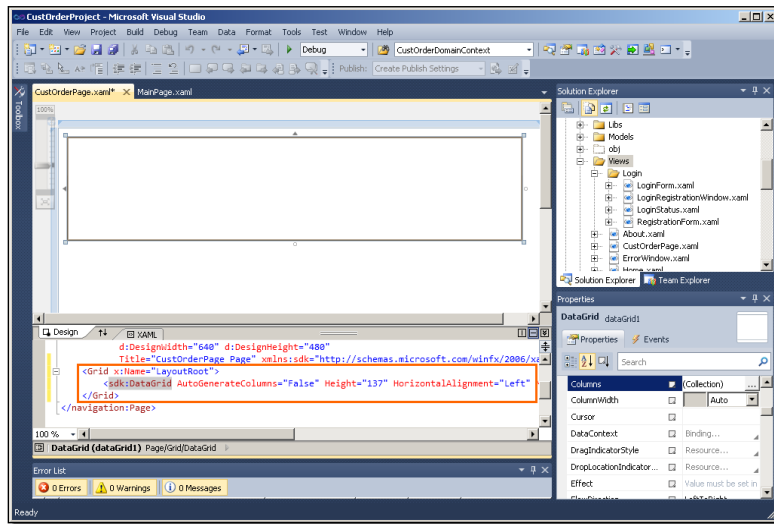 CustOrderProject - Microsoft Visual Studio
File Edit View Project Build Debug Team Data Format Tools Test Window Help
Debug CustOrderDomainContext
Publish: Create Publish Settings
Toolbox
CustOrderPage.xaml* MainPage.xaml
100%
Design XAML
d:DesignWidth="640" d:DesignHeight="480"
Title="CustOrderPage Page" xmlns:sdk="http://schemas.microsoft.com/winfx/2006/xa
<Grid x:Name="LayoutRoot">
<sdk:DataGrid AutoGenerateColumns="False" Height="137" HorizontalAlignment="Left"
</Grid>
</navigation:Page>
100 %
DataGrid (dataGrid1) Page/Grid/DataGrid
Error List
0 Errors 0 Warnings 0 Messages
Ready
Solution Explorer
Libs
Models
obj
Views
Login
LoginForm.xaml
LoginRegistrationWindow.xaml
LoginStatus.xaml
RegistrationForm.xaml
About.xaml
CustOrderPage.xaml
ErrorWindow.xaml
Home.xaml
Solution Explorer Team Explorer
Properties
DataGrid dataGrid1
Properties Events
Search
Columns (Collection) ...
ColumnWidth Auto
Cursor
DataContext Binding...
DragIndicatorStyle Resource...
DropLocationIndicator... Resource...
Effect Value must be set in
FlowDirection LeftToRight